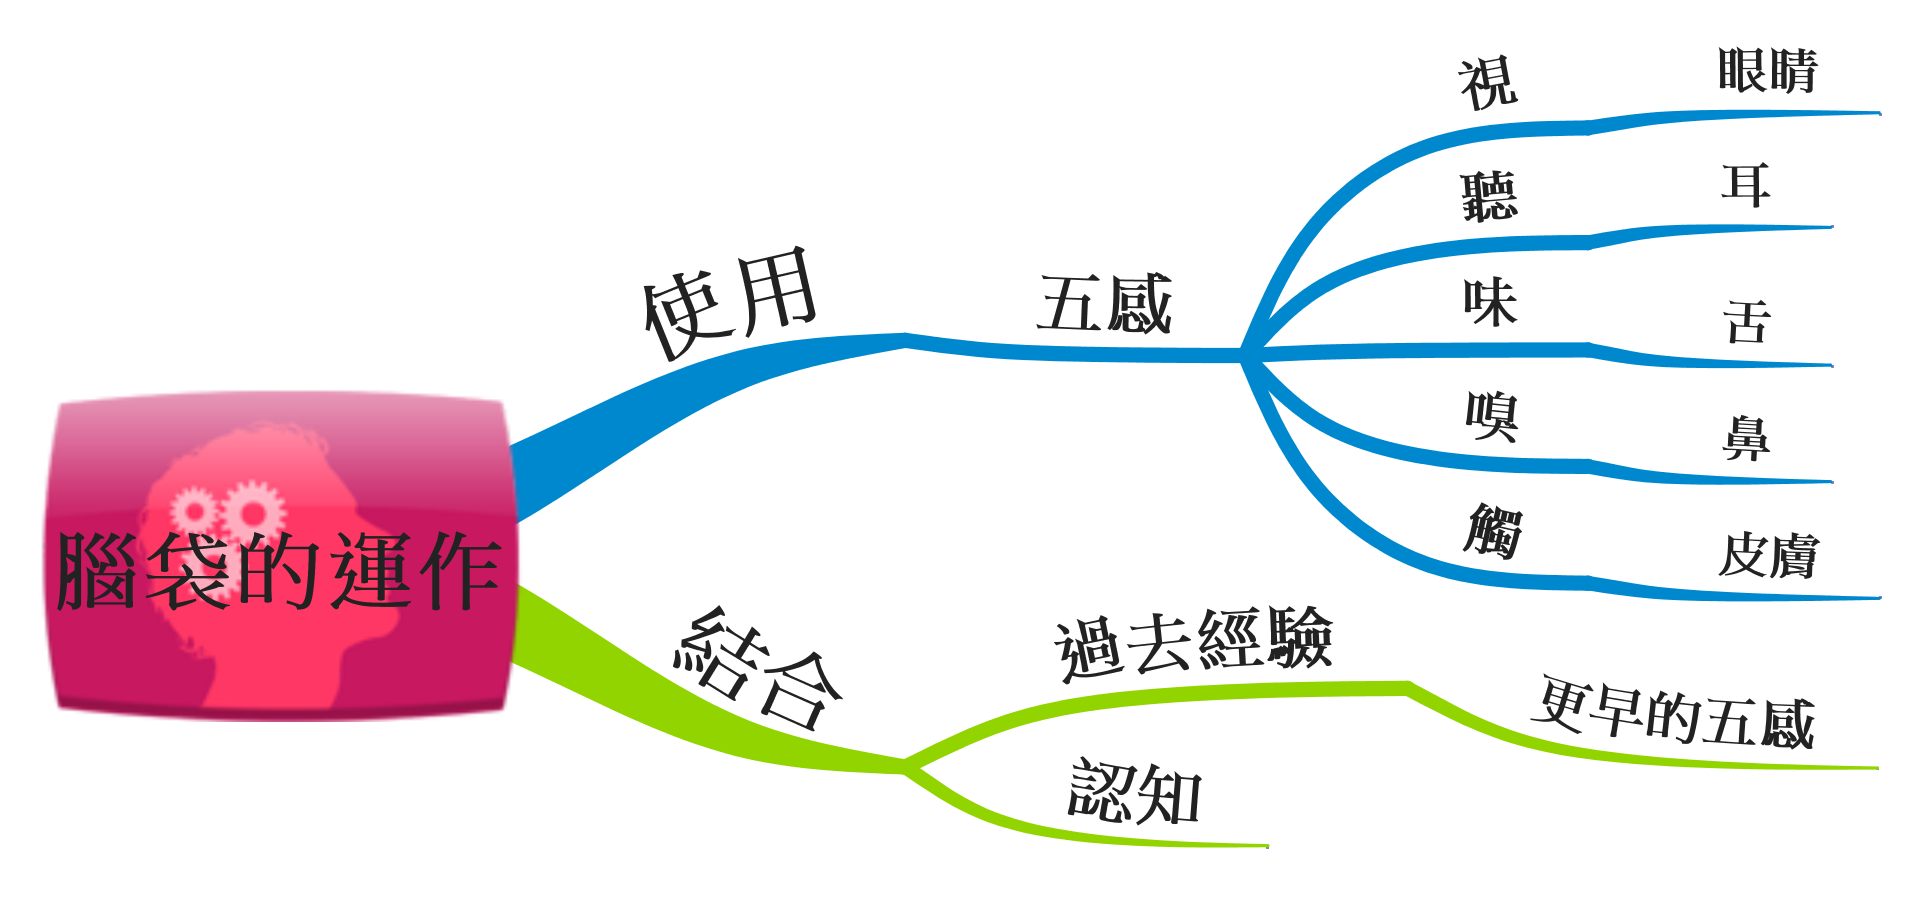 腦袋的運作
使用
五感
視
眼睛
聽
耳
味
舌
嗅
鼻
觸
皮膚
結合
過去經驗
更早的五感
認知